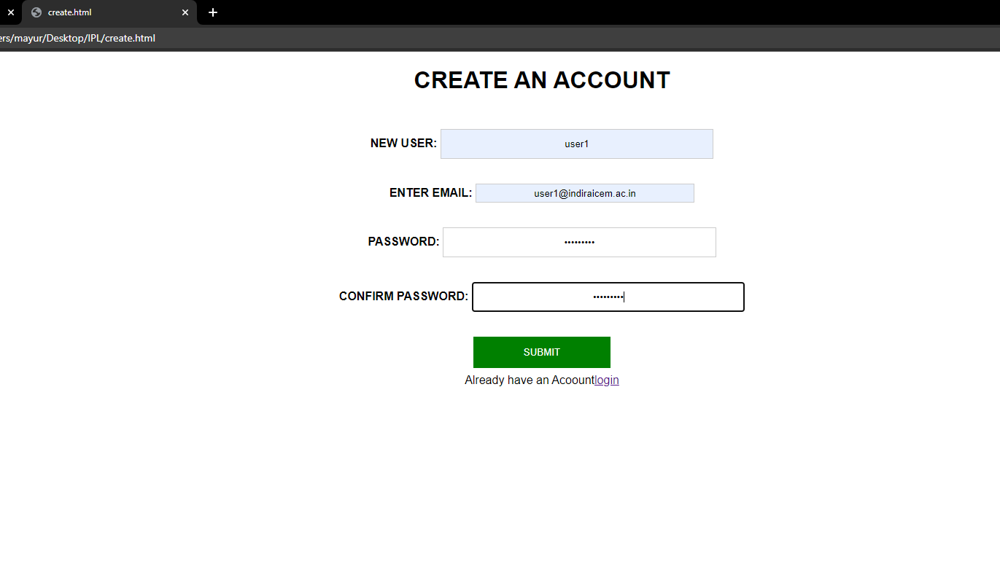 create.html
ers/mayur/Desktop/IPL/create.html
CREATE AN ACCOUNT
NEW USER: user1
ENTER EMAIL: user1@indiraicem.ac.in
PASSWORD: •••••••••
CONFIRM PASSWORD: •••••••••
SUBMIT
Already have an Acoountlogin